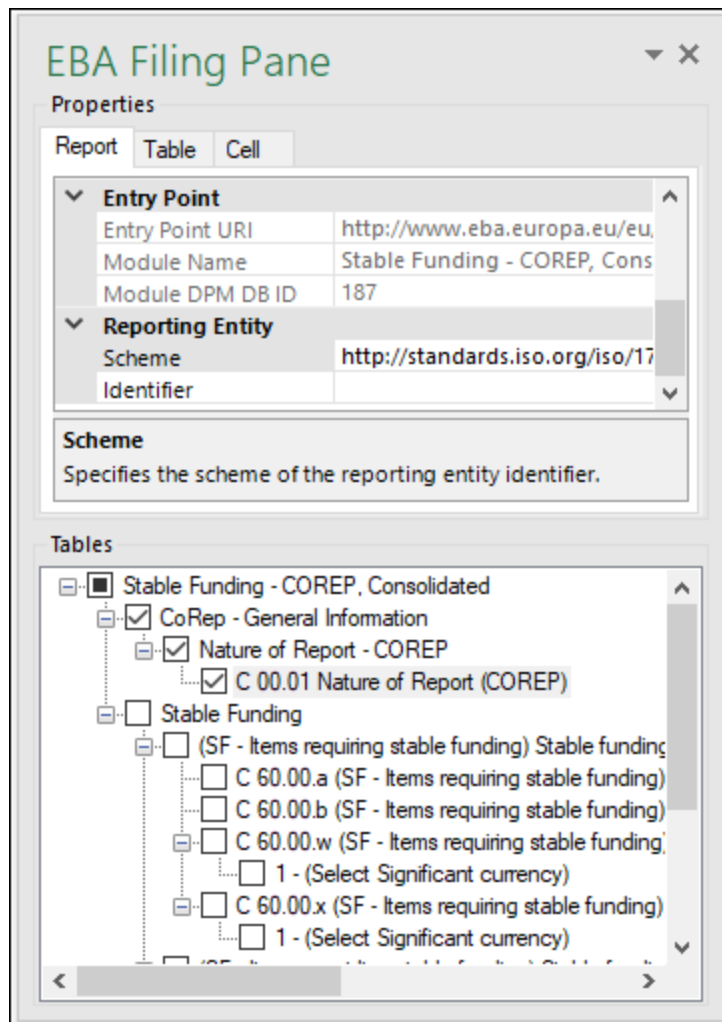 EBA Filing Pane
Properties
Report Table Cell
Entry Point
Entry Point URI http://www.eba.europa.eu/eu,
Module Name Stable Funding - COREP, Cons
Module DPM DB ID 187
Reporting Entity
Scheme http://standards.iso.org/iso/17
Identifier
Scheme
Specifies the scheme of the reporting entity identifier.
Tables
Stable Funding - COREP, Consolidated
CoRep - General Information
Nature of Report - COREP
C 00.01 Nature of Report (COREP)
Stable Funding
(SF - Items requiring stable funding) Stable funding
C 60.00.a (SF - Items requiring stable funding)
C 60.00.b (SF - Items requiring stable funding)
C 60.00.w (SF - Items requiring stable funding)
1 - (Select Significant currency)
C 60.00.x (SF - Items requiring stable funding)
1 - (Select Significant currency)